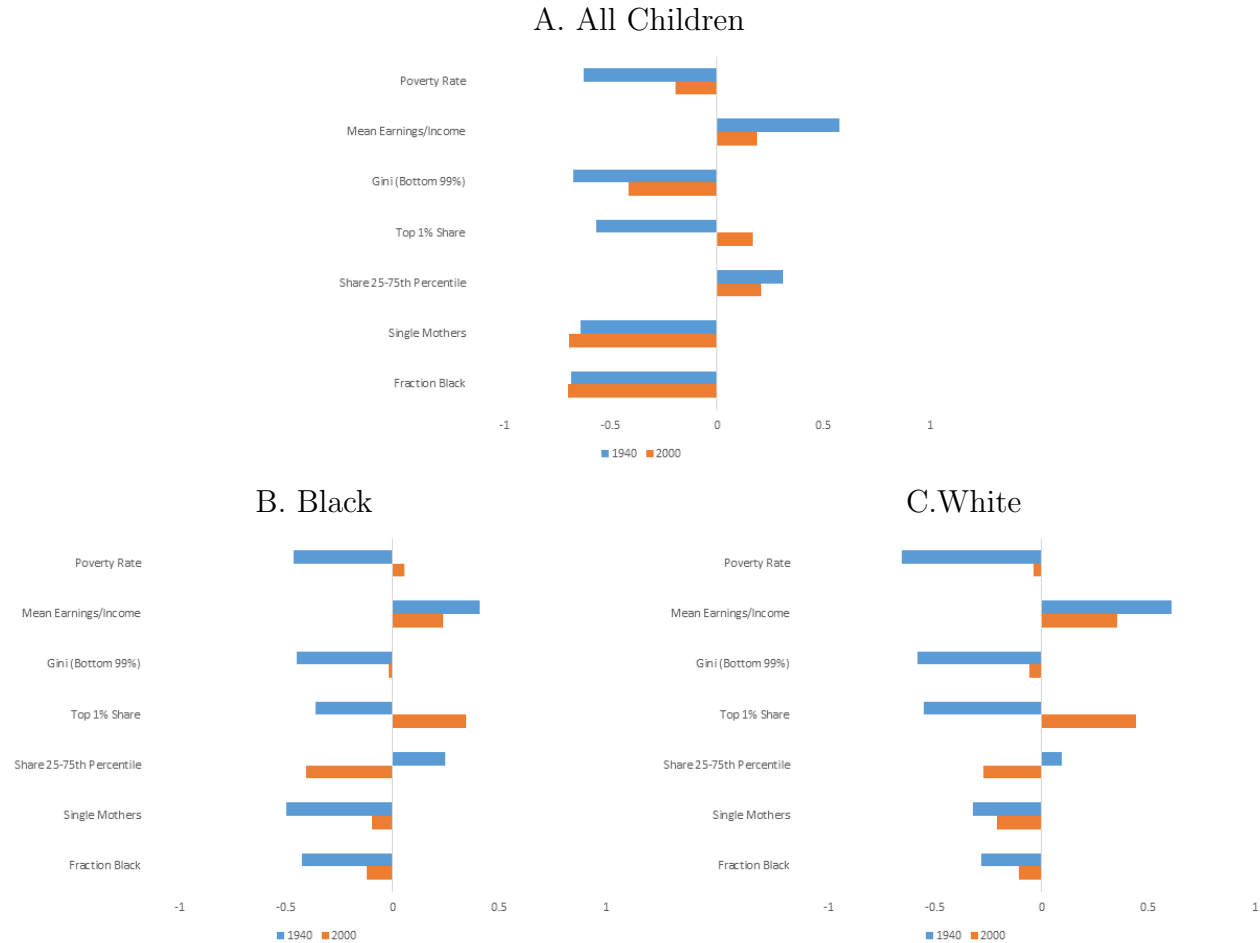 A. All Children
Poverty Rate
Mean Earnings/Income
Gini (Bottom 99%)
Top 1% Share
Share 25-75th Percentile
Single Mothers
Fraction Black
-1 -0.5 0 0.5 1
1940 2000
B. Black
Poverty Rate
Mean Earnings/Income
Gini (Bottom 99%)
Top 1% Share
Share 25-75th Percentile
Single Mothers
Fraction Black
-1 -0.5 0 0.5 1
1940 2000
C.White
Poverty Rate
Mean Earnings/Income
Gini (Bottom 99%)
Top 1% Share
Share 25-75th Percentile
Single Mothers
Fraction Black
-1 -0.5 0 0.5 1
1940 2000